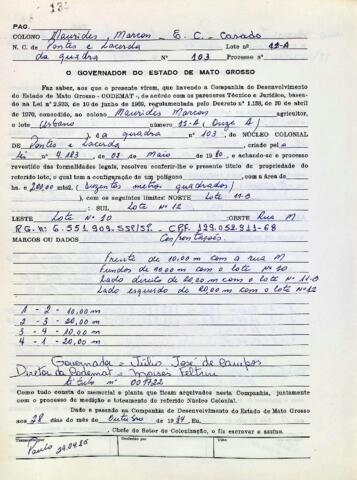 134
PAG.
COLONO Maurides, Marcon - E. C. - Casado
N. C. de Pontes e Lacerda Lote nº 11-A
da quadra Nº 103 Processo nº
O GOVERNADOR DO ESTADO DE MATO GROSSO
Faz saber, aos que o presente virem, que havendo a Companhia de Desenvolvimento
do Estado de Mato Grosso - CODEMAT -, de acordo com os pareceres Técnico e Jurídico, basea-
do na Lei nº 2.923, de 10 de junho de 1969, regulamentada pelo Decreto nº 1.138, de 20 de abril
de 1970, concedido, ao colono Maurides Marcon agricultor,
o lote Urbano número 11-A (Onze A)
), e a quadra nº 103, do NÚCLEO COLONIAL
DE Pontes e Lacerda criado pela
Lei nº 4.183 de 08 de Maio de 1980, e achando-se o processo
revestido das formalidades legais, resolveu conferir-lhe o presente título de propriedade
do referido lote, o qual tem a configuração de um polígono com a área de
hm — 200,00 mts2. (Duzentos metros quadrados)
), com os seguintes limites: NORTE Lote 11-B
; SUL Lote nº 12
LESTE Lote nº 10 ;OESTE Rua M
R.G. nº 6.551.909.SSP/SP. - CPF. 129.052.911-68
MARCOS OU DADOS Confrontações
Frente de 10,00 m com a rua M
Fundos de 10,00 m com o lote nº 10
Lado direito de 20,00 m com o lote nº 11-B
Lado esquerdo de 20,00 m com o lote nº 12
1 - 2 - 10,00 m
2 - 3 - 20,00 m
3 - 4 - 10,00 m
4 - 1 - 20,00 m
Governador = Júlio José de Campos
Diretor da Codemat = Moisés Feltrin
título nº 001722
Como tudo consta do memorial e planta que ficam arquivados nesta Companhia, juntamente
com o processo de medição e loteamento do referido Núcleo Colonial.
Dado e passado na Companhia de Desenvolvimento do Estado de Mato Grosso
aos 28 dias do mês de Outubro de 1984 Eu,
, Chefe do Setor de Colonização, o fiz escrever e assino.